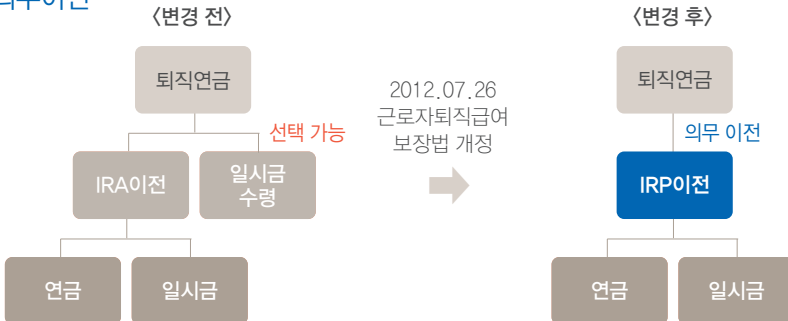 의무이전
<변경 전>
<변경 후>
퇴직연금
퇴직연금
2012.07.26
근로자퇴직급여
보장법 개정
선택 가능
의무 이전
IRA이전
일시금
수령
IRP이전
연금
일시금
연금
일시금